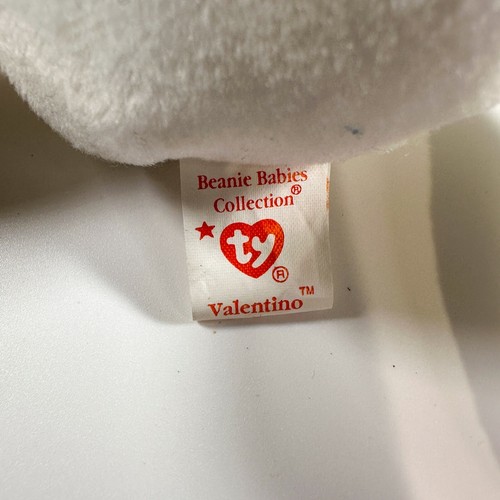 Beanie Babies
Collection®
ty
®
Valentino™